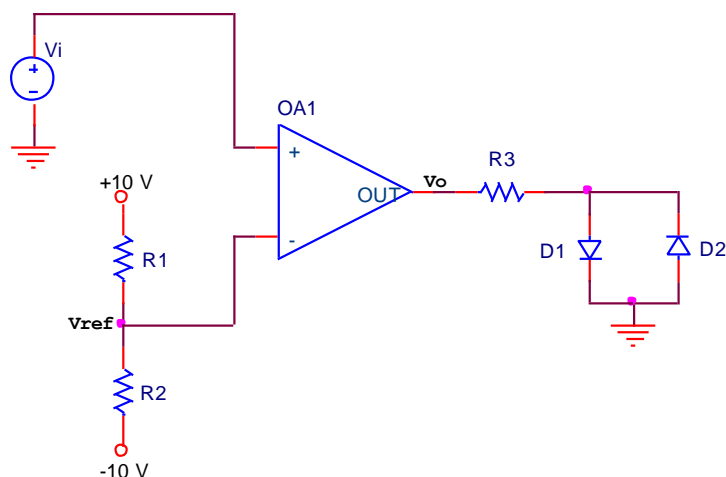 Vi
+
-
OA1
+
-
OUT
Vo
R3
D1
D2
+10 V
R1
Vref
R2
-10 V